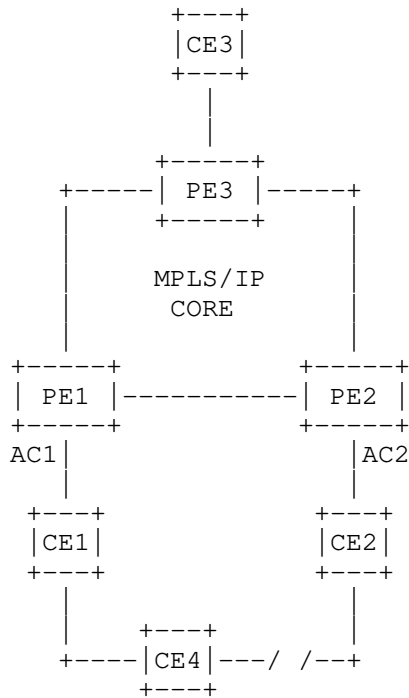 CE3
PE3
MPLS/IP
CORE
PE1 PE2
AC1 AC2
CE1 CE2
CE4